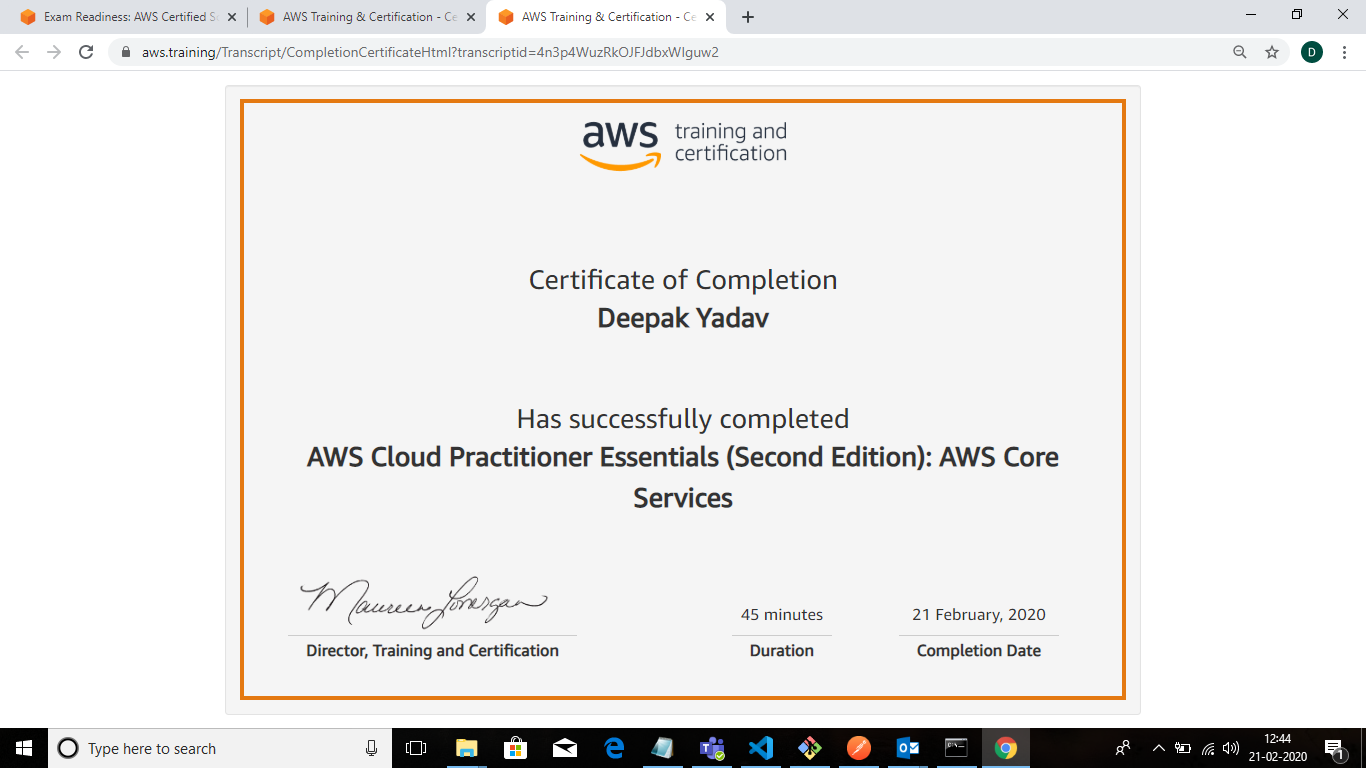 Exam Readiness: AWS Certified S
AWS Training & Certification - Ce
AWS Training & Certification - Ce
aws.training/Transcript/CompletionCertificateHtml?transcriptid=4n3p4WuzRkOJFJdbxWlguw2
D
aws training and
certification
Certificate of Completion
Deepak Yadav
Has successfully completed
AWS Cloud Practitioner Essentials (Second Edition): AWS Core
Services
Maureen Lonergan
45 minutes
21 February, 2020
Director, Training and Certification
Duration
Completion Date
Type here to search
12:44
21-02-2020
1